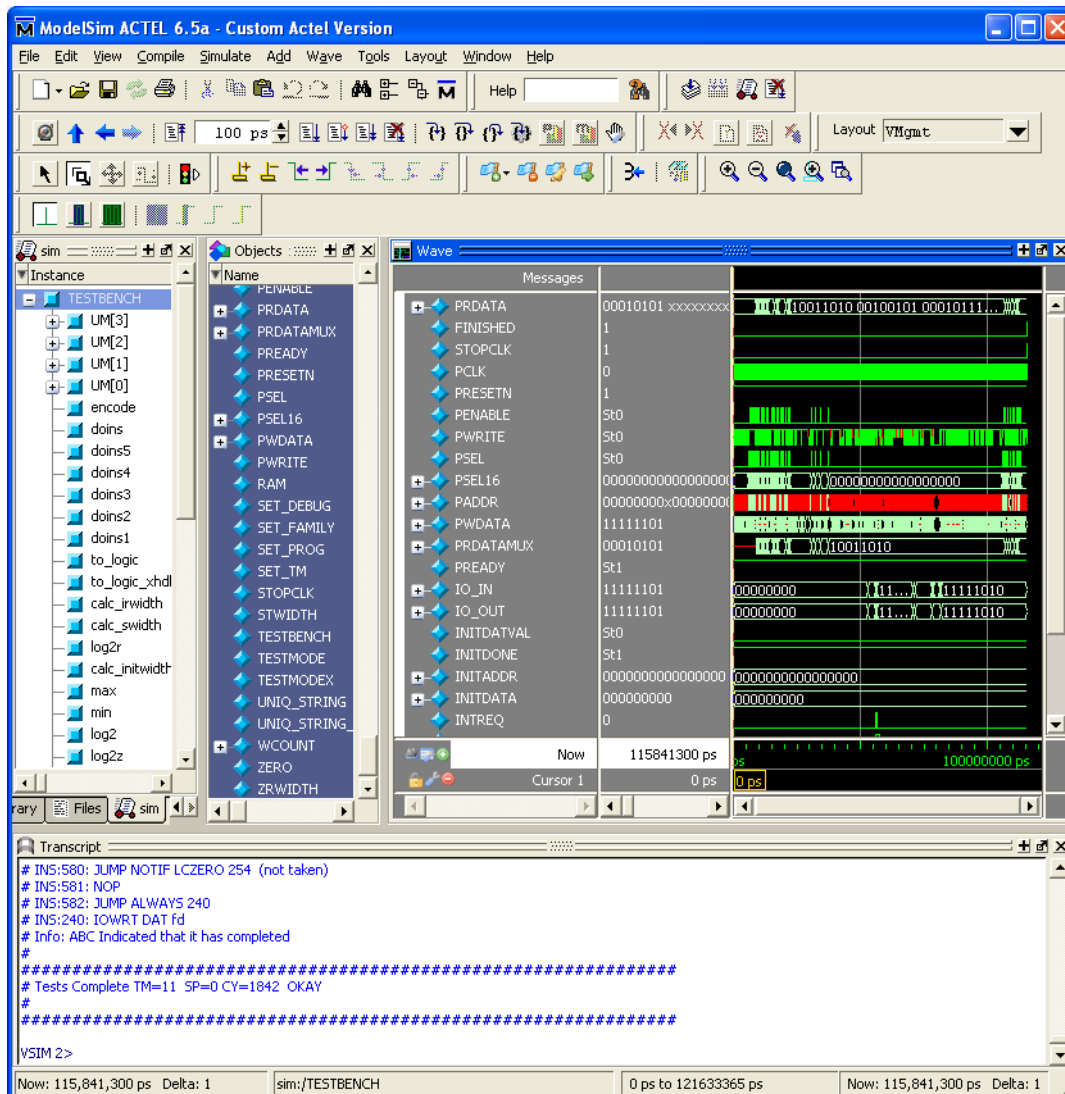 ModelSim ACTEL 6.5a - Custom Actel Version
File Edit View Compile Simulate Add Wave Tools Layout Window Help
Help
100 ps
Layout VMgmt
sim
Instance
TESTBENCH
UM[3]
UM[2]
UM[1]
UM[0]
encode
doins
doins5
doins4
doins3
doins2
doins1
to_logic
to_logic_xhdl
calc_irwidth
calc_swidth
log2r
calc_initwidth
max
min
log2
log2z
rary Files sim
Objects
Name
PENABLE
PRDATA
PRDATAMUX
PREADY
PRESETN
PSEL
PSEL16
PWDATA
PWRITE
RAM
SET_DEBUG
SET_FAMILY
SET_PROG
SET_TM
STOPCLK
STWIDTH
TESTBENCH
TESTMODE
TESTMODEX
UNIQ_STRING
UNIQ_STRING_
WCOUNT
ZERO
ZRWIDTH
Wave
Messages
PRDATA 00010101 xxxxxxxx 10011010 00100101 00010111...
FINISHED 1
STOPCLK 1
PCLK 0
PRESETN 1
PENABLE St0
PWRITE St0
PSEL St0
PSEL16 0000000000000000 0000000000000000
PADDR 00000000x0000000
PWDATA 11111101
PRDATAMUX 00010101 10011010
PREADY St1
IO_IN 11111101 00000000 11... 11111010
IO_OUT 11111101 00000000 11... 11111010
INITDATVAL St0
INITDONE St1
INITADDR 0000000000000000 0000000000000000
INITDATA 000000000 000000000
INTREQ 0
Now 115841300 ps ps 100000000 ps
Cursor 1 0 ps 0 ps
Transcript
# INS:580: JUMP NOTIF LCZERO 254 (not taken)
# INS:581: NOP
# INS:582: JUMP ALWAYS 240
# INS:240: IOWRT DAT fd
# Info: ABC Indicated that it has completed
#
################################################################
# Tests Complete TM=11 SP=0 CY=1842 OKAY
#
################################################################
VSIM 2>
Now: 115,841,300 ps Delta: 1 sim:/TESTBENCH 0 ps to 121633365 ps Now: 115,841,300 ps Delta: 1